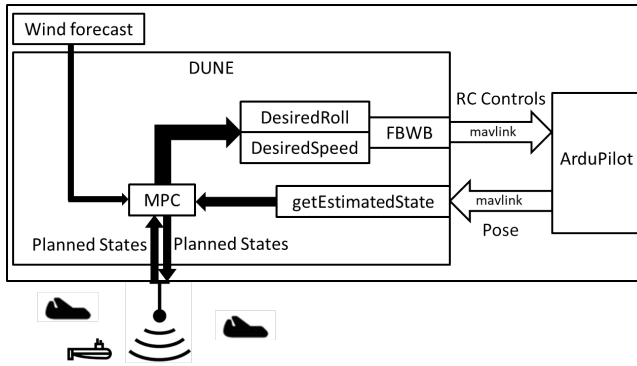 Wind forecast
DUNE
DesiredRoll
DesiredSpeed
FBWB
RC Controls
mavlink
ArduPilot
MPC
getEstimatedState
mavlink
Pose
Planned States
Planned States